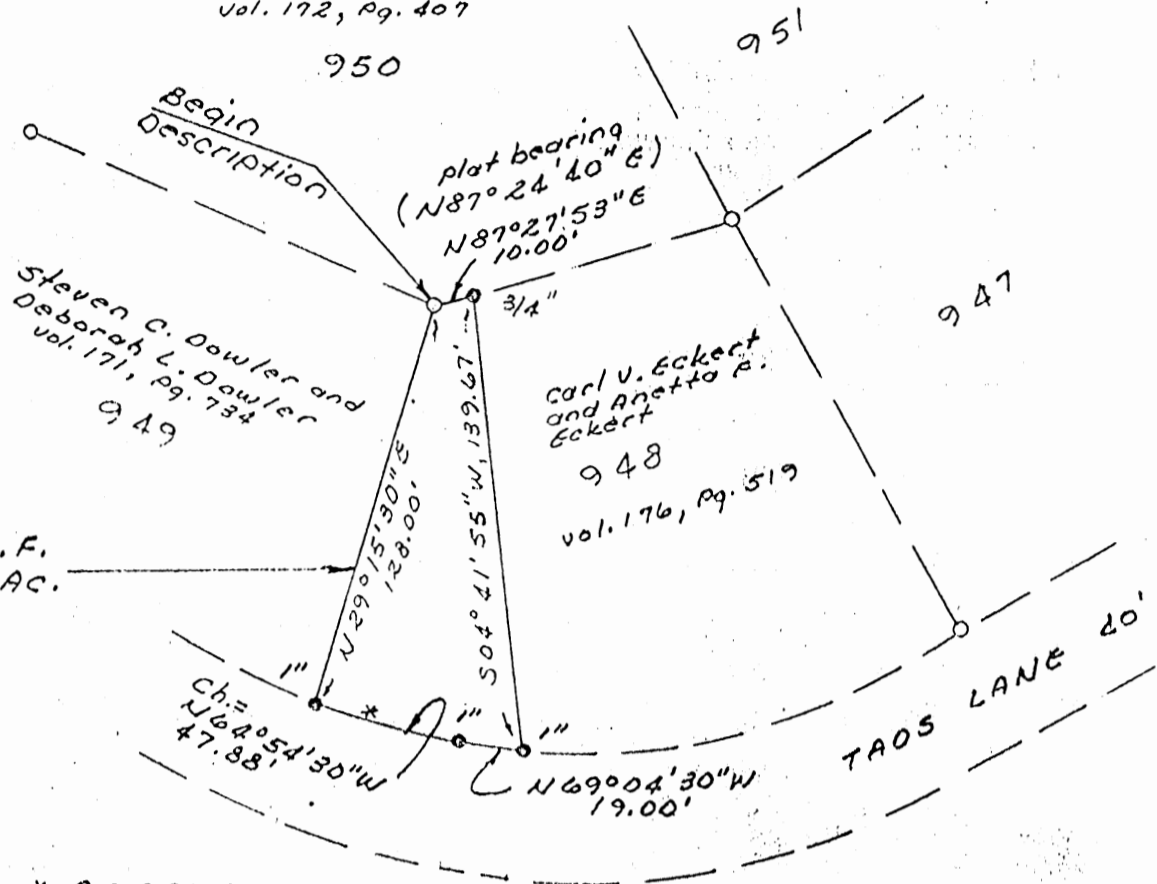 vol. 172, Pg. 407
950
951
Begin
Description
plat bearing
(N87° 24' 40" E)
N87° 27' 53" E
10.00'
3/4"
947
Steven C. Dowler and
Deborah L. Dowler
vol. 171, Pg. 734
949
Carl V. Eckert
and Anetta F.
Eckert
948
vol. 176, Pg. 519
.F.
AC.
N 29° 15' 30" E
128.00'
S04° 41' 55" W, 139.67'
1"
*
1"
1"
Ch.=
N64° 54' 30" W
47.88'
N69° 04' 30" W
19.00'
TAOS LANE 40'